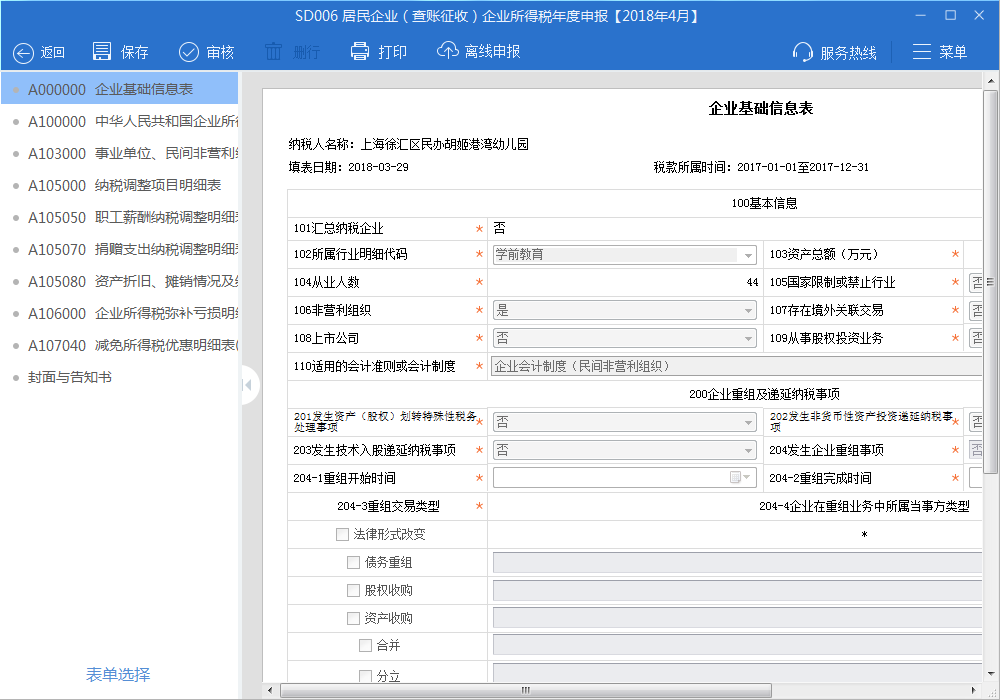 SD006 居民企业（查账征收）企业所得税年度申报【2018年4月】
返回 保存 审核 删行 打印 离线申报 服务热线 菜单
A000000 企业基础信息表
A100000 中华人民共和国企业所
A103000 事业单位、民间非营利
A105000 纳税调整项目明细表
A105050 职工薪酬纳税调整明细
A105070 捐赠支出纳税调整明细
A105080 资产折旧、摊销情况及
A106000 企业所得税弥补亏损明
A107040 减免所得税优惠明细表(
封面与告知书
表单选择
企业基础信息表
纳税人名称：上海徐汇区民办胡姬港湾幼儿园
填表日期：2018-03-29 税款所属时间：2017-01-01至2017-12-31
100基本信息
101汇总纳税企业 * 否
102所属行业明细代码 * 学前教育 103资产总额（万元） *
104从业人数 * 44 105国家限制或禁止行业 * 否
106非营利组织 * 是 107存在境外关联交易 * 否
108上市公司 * 否 109从事股权投资业务 * 否
110适用的会计准则或会计制度 * 企业会计制度（民间非营利组织）
200企业重组及递延纳税事项
201发生资产（股权）划转特殊性税务处理事项 * 否 202发生非货币性资产投资递延纳税事项 * 否
203发生技术入股递延纳税事项 * 否 204发生企业重组事项 * 否
204-1重组开始时间 * 204-2重组完成时间 *
204-3重组交易类型 * 204-4企业在重组业务中所属当事方类型
法律形式改变 *
债务重组
股权收购
资产收购
合并
分立